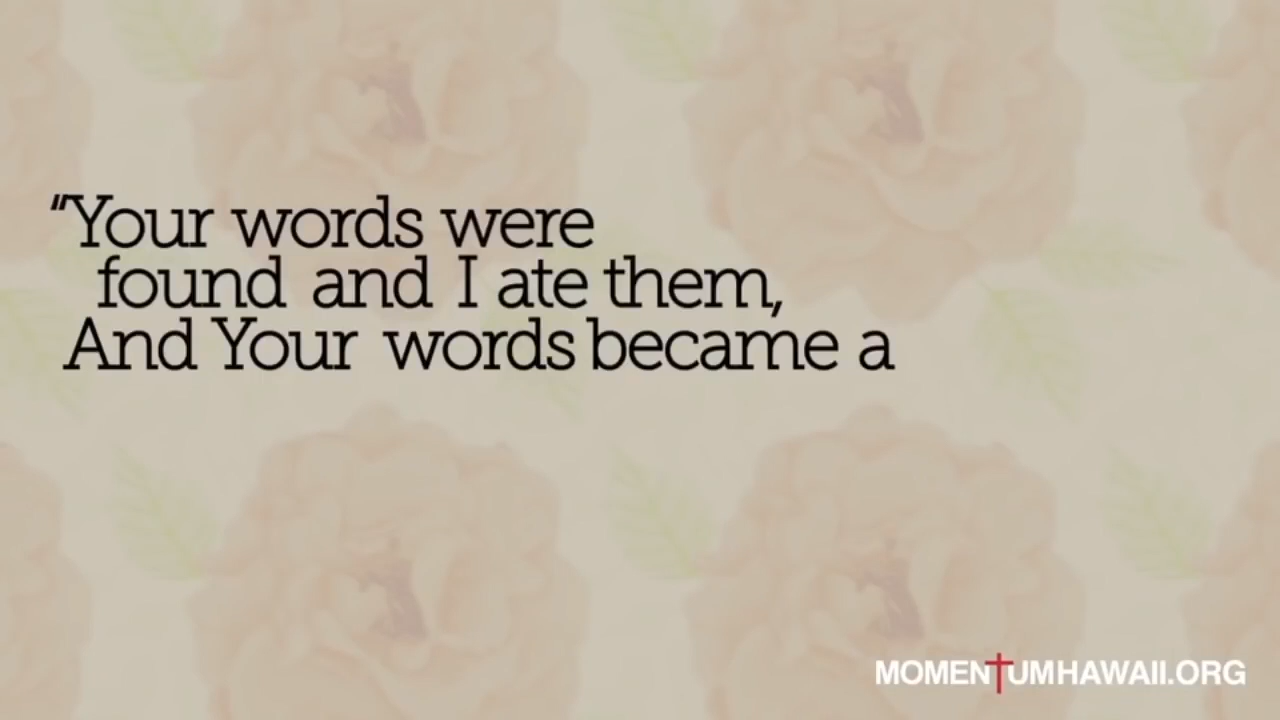 “Your words were
found and I ate them,
And Your words became a
MOMENTUMHAWAII.ORG